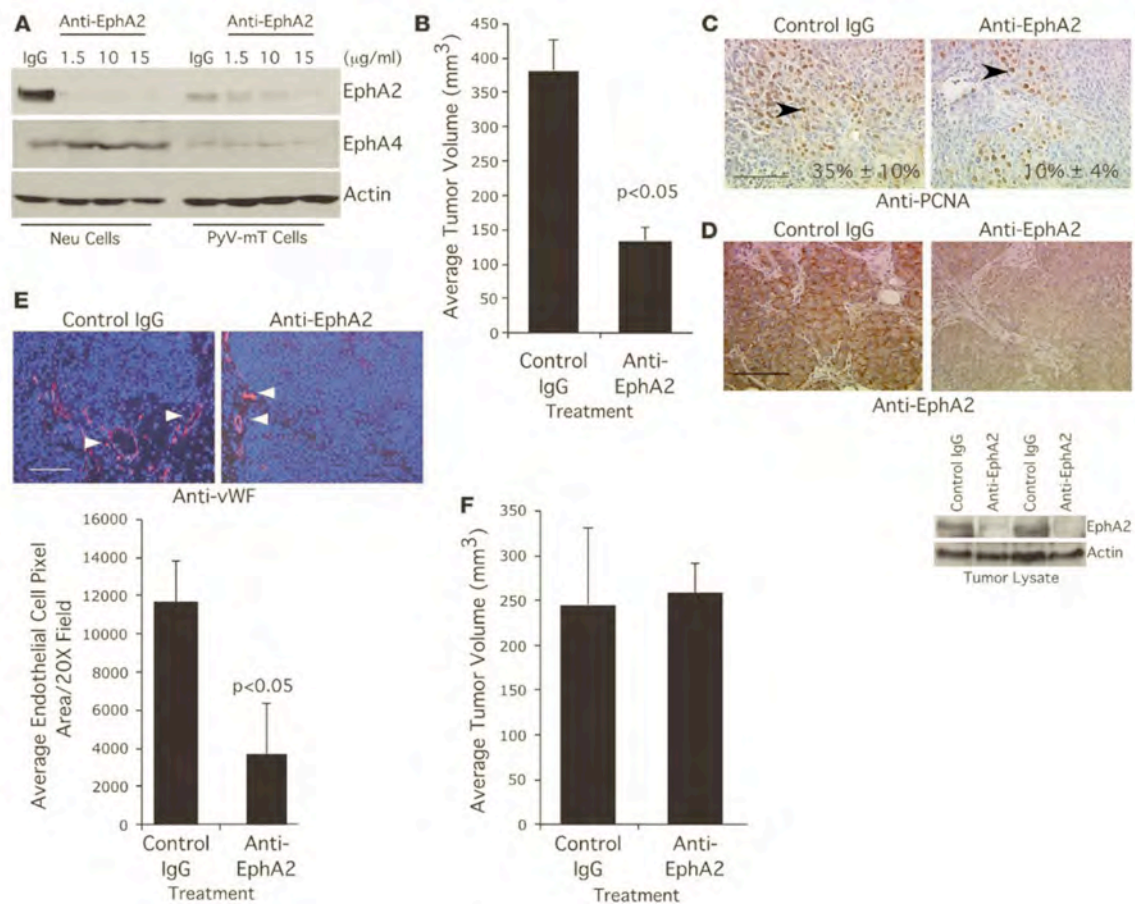 A
Anti-EphA2 Anti-EphA2
IgG 1.5 10 15 IgG 1.5 10 15 (μg/ml)
EphA2
EphA4
Actin
Neu Cells PyV-mT Cells
B
Average Tumor Volume (mm³)
450
400
350
300
250
200
150
100
50
0
p<0.05
Control IgG
Anti-EphA2
Treatment
C
Control IgG Anti-EphA2
35% ± 10% 10% ± 4%
Anti-PCNA
D
Control IgG Anti-EphA2
Anti-EphA2
Control IgG
Anti-EphA2
Control IgG
Anti-EphA2
EphA2
Actin
Tumor Lysate
E
Control IgG Anti-EphA2
Anti-vWF
Average Endothelial Cell Pixel
Area/20X Field
16000
14000
12000
10000
8000
6000
4000
2000
0
p<0.05
Control IgG
Anti-EphA2
Treatment
F
Average Tumor Volume (mm³)
350
300
250
200
150
100
50
0
Control IgG
Anti-EphA2
Treatment